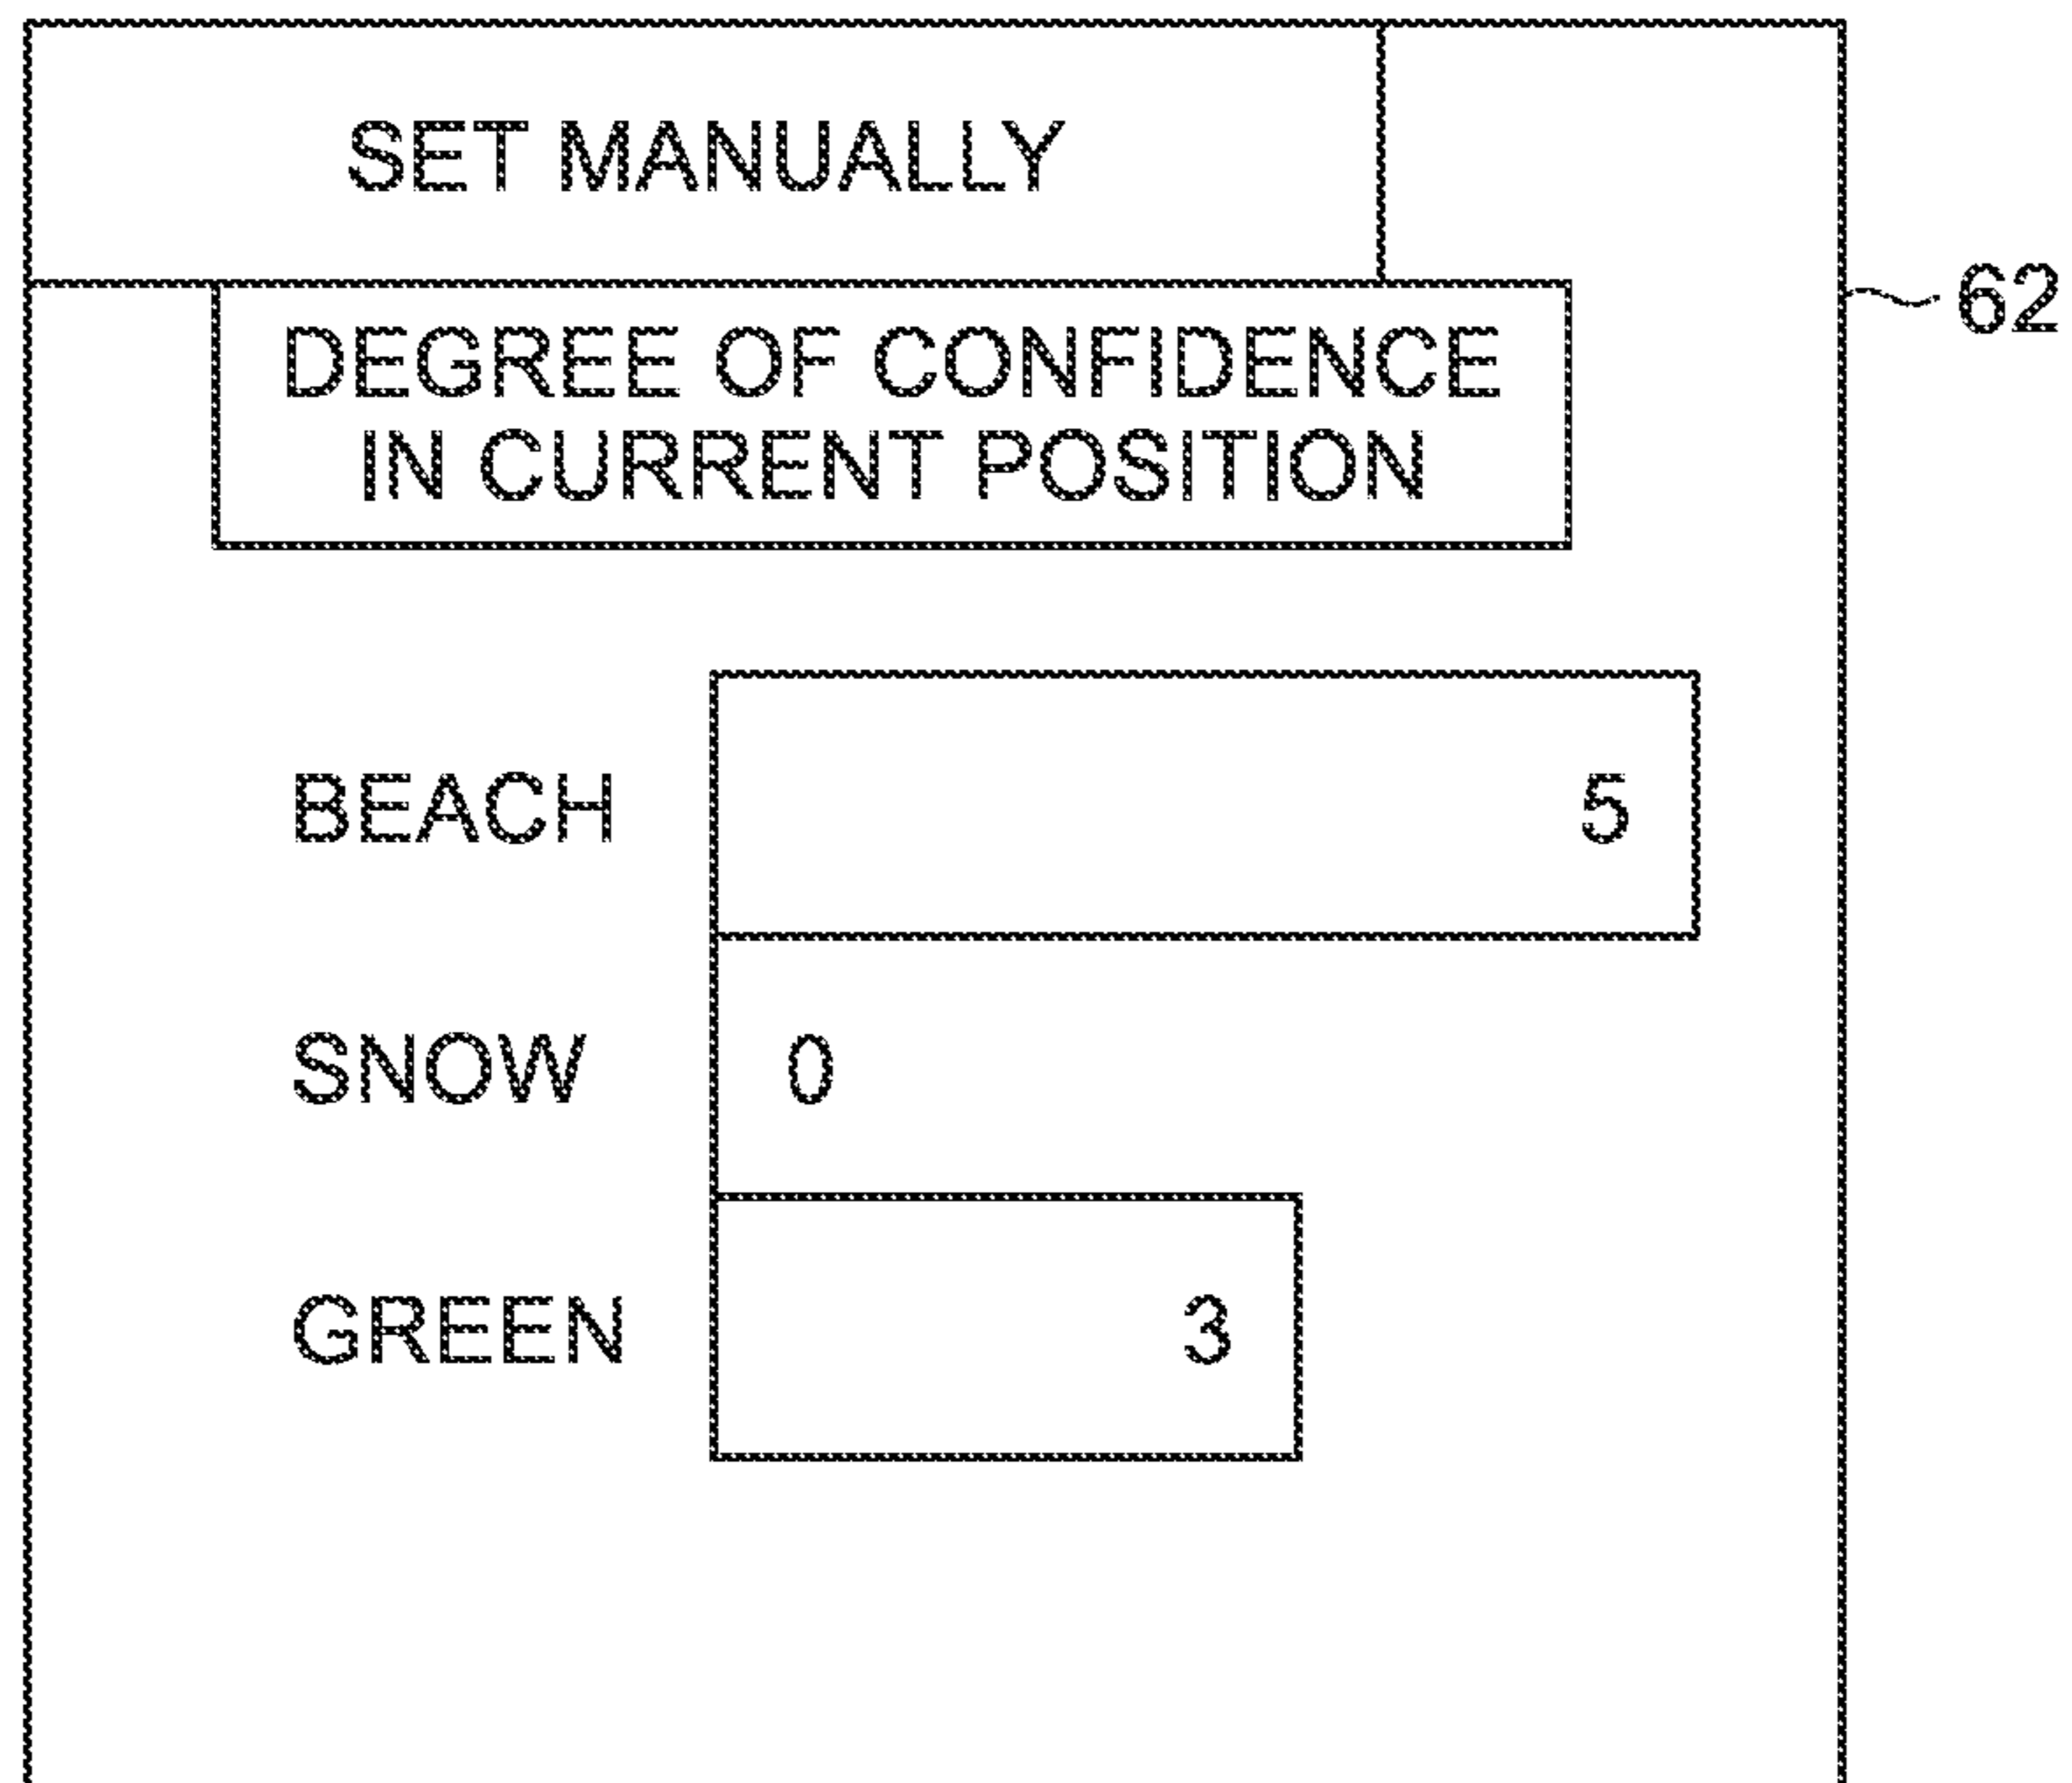 SET MANUALLY
62
DEGREE OF CONFIDENCE
IN CURRENT POSITION
BEACH 5
SNOW 0
GREEN 3